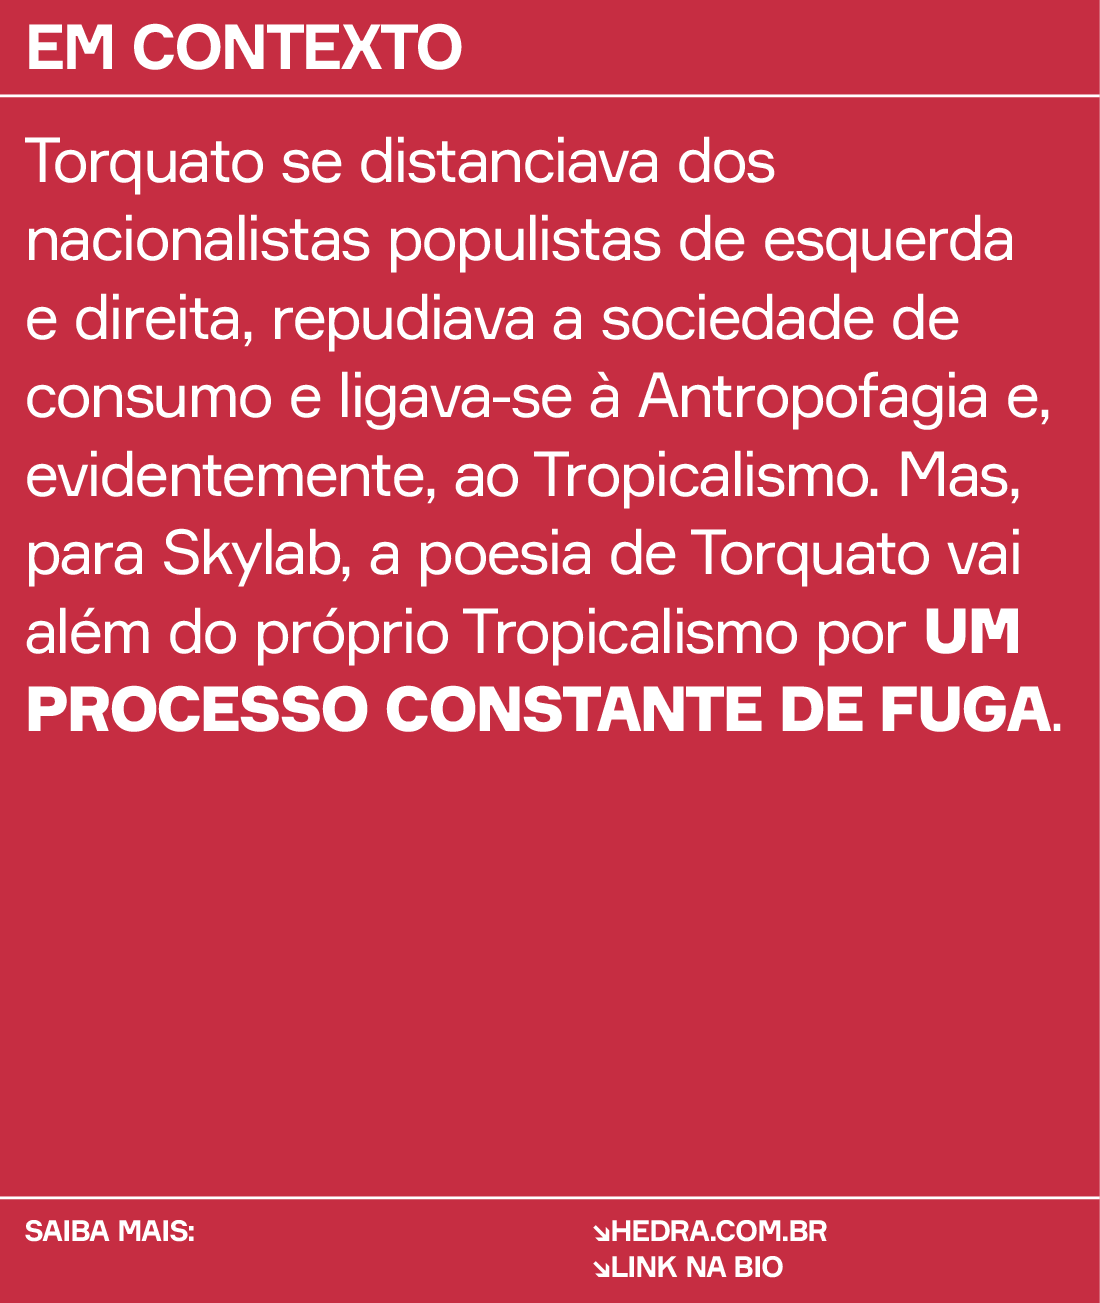 EM CONTEXTO
Torquato se distanciava dos
nacionalistas populistas de esquerda
e direita, repudiava a sociedade de
consumo e ligava-se à Antropofagia e,
evidentemente, ao Tropicalismo. Mas,
para Skylab, a poesia de Torquato vai
além do próprio Tropicalismo por UM
PROCESSO CONSTANTE DE FUGA.
SAIBA MAIS:
↘HEDRA.COM.BR
↘LINK NA BIO